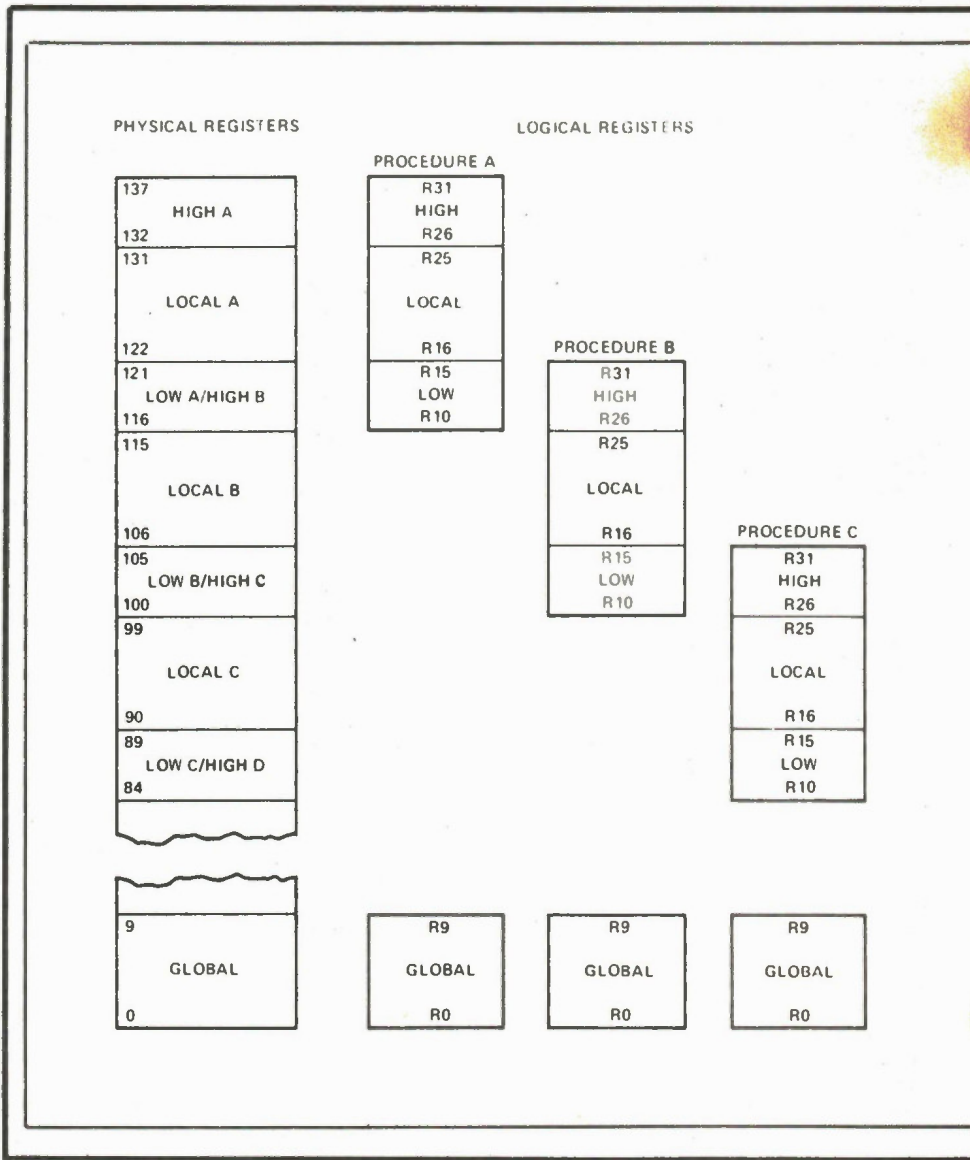 PHYSICAL REGISTERS
LOGICAL REGISTERS
PROCEDURE A
137
HIGH A
132
131
LOCAL A
122
121
LOW A/HIGH B
116
115
LOCAL B
106
105
LOW B/HIGH C
100
99
LOCAL C
90
89
LOW C/HIGH D
84
9
GLOBAL
0
R31
HIGH
R26
R25
LOCAL
R16
R15
LOW
R10
R9
GLOBAL
R0
PROCEDURE B
R31
HIGH
R26
R25
LOCAL
R16
R15
LOW
R10
R9
GLOBAL
R0
PROCEDURE C
R31
HIGH
R26
R25
LOCAL
R16
R15
LOW
R10
R9
GLOBAL
R0